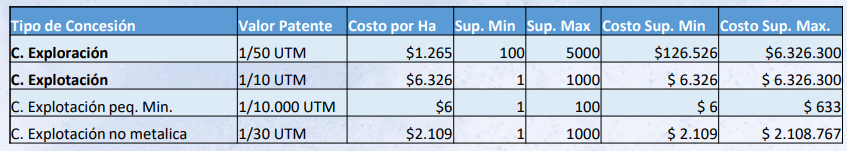 Tipo de Concesión Valor Patente Costo por Ha Sup. Min Sup. Max Costo Sup. Min Costo Sup. Max.
C. Exploración 1/50 UTM $1.265 100 5000 $126.526 $6.326.300
C. Explotación 1/10 UTM $6.326 1 1000 $ 6.326 $ 6.326.300
C. Explotación peq. Min. 1/10.000 UTM $6 1 100 $ 6 $ 633
C. Explotación no metalica 1/30 UTM $2.109 1 1000 $ 2.109 $ 2.108.767